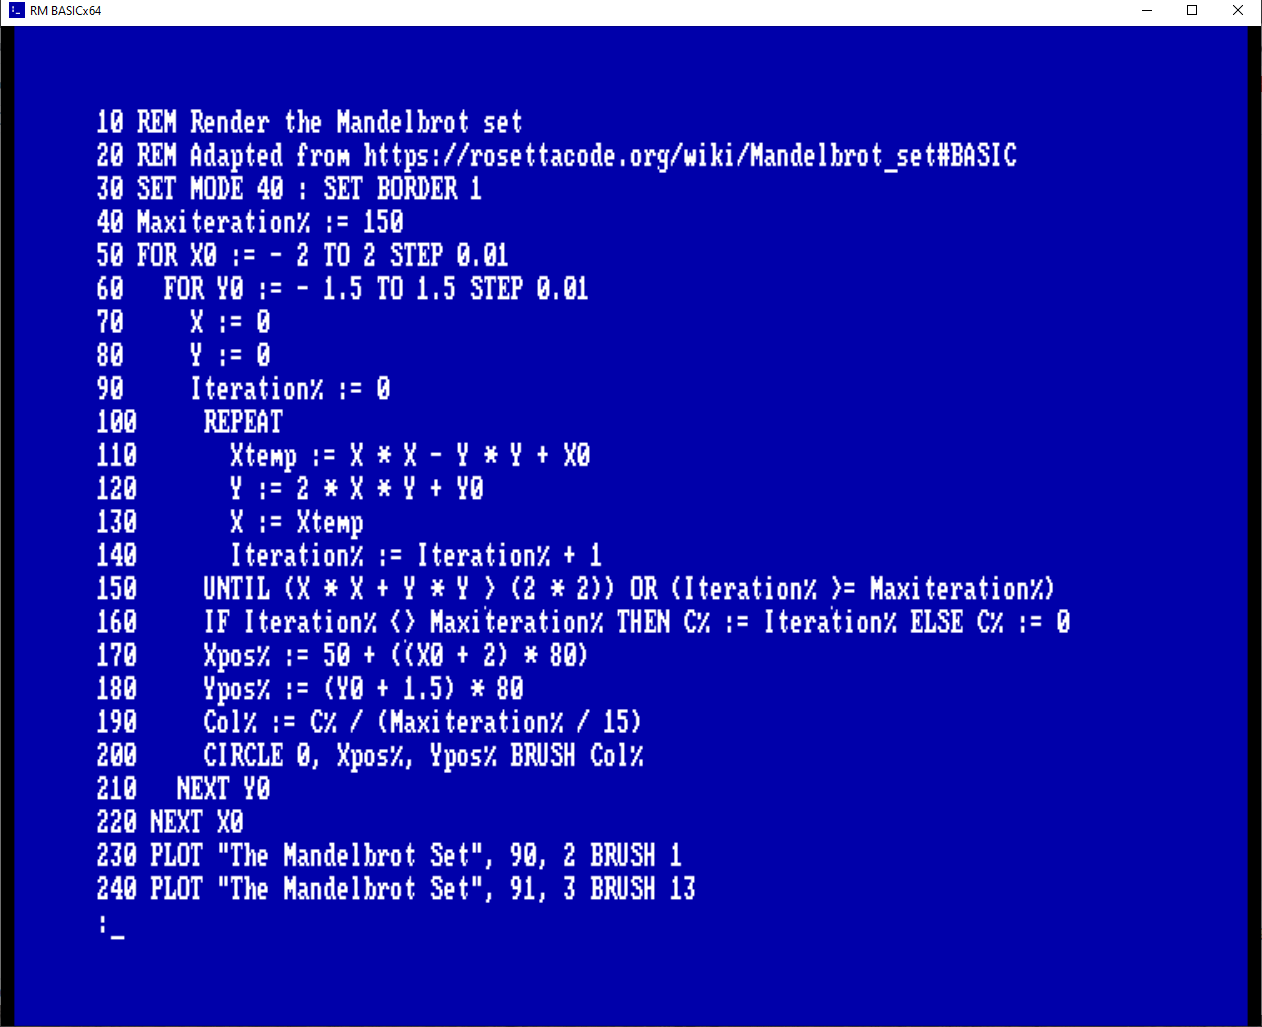 RM BASICx64
10 REM Render the Mandelbrot set
20 REM Adapted from https://rosettacode.org/wiki/Mandelbrot_set#BASIC
30 SET MODE 40 : SET BORDER 1
40 Maxiteration% := 150
50 FOR X0 := - 2 TO 2 STEP 0.01
60   FOR Y0 := - 1.5 TO 1.5 STEP 0.01
70     X := 0
80     Y := 0
90     Iteration% := 0
100     REPEAT
110       Xtemp := X * X - Y * Y + X0
120       Y := 2 * X * Y + Y0
130       X := Xtemp
140       Iteration% := Iteration% + 1
150     UNTIL (X * X + Y * Y > (2 * 2)) OR (Iteration% >= Maxiteration%)
160     IF Iteration% <> Maxiteration% THEN C% := Iteration% ELSE C% := 0
170     Xpos% := 50 + ((X0 + 2) * 80)
180     Ypos% := (Y0 + 1.5) * 80
190     Col% := C% / (Maxiteration% / 15)
200     CIRCLE 0, Xpos%, Ypos% BRUSH Col%
210   NEXT Y0
220 NEXT X0
230 PLOT "The Mandelbrot Set", 90, 2 BRUSH 1
240 PLOT "The Mandelbrot Set", 91, 3 BRUSH 13
:_